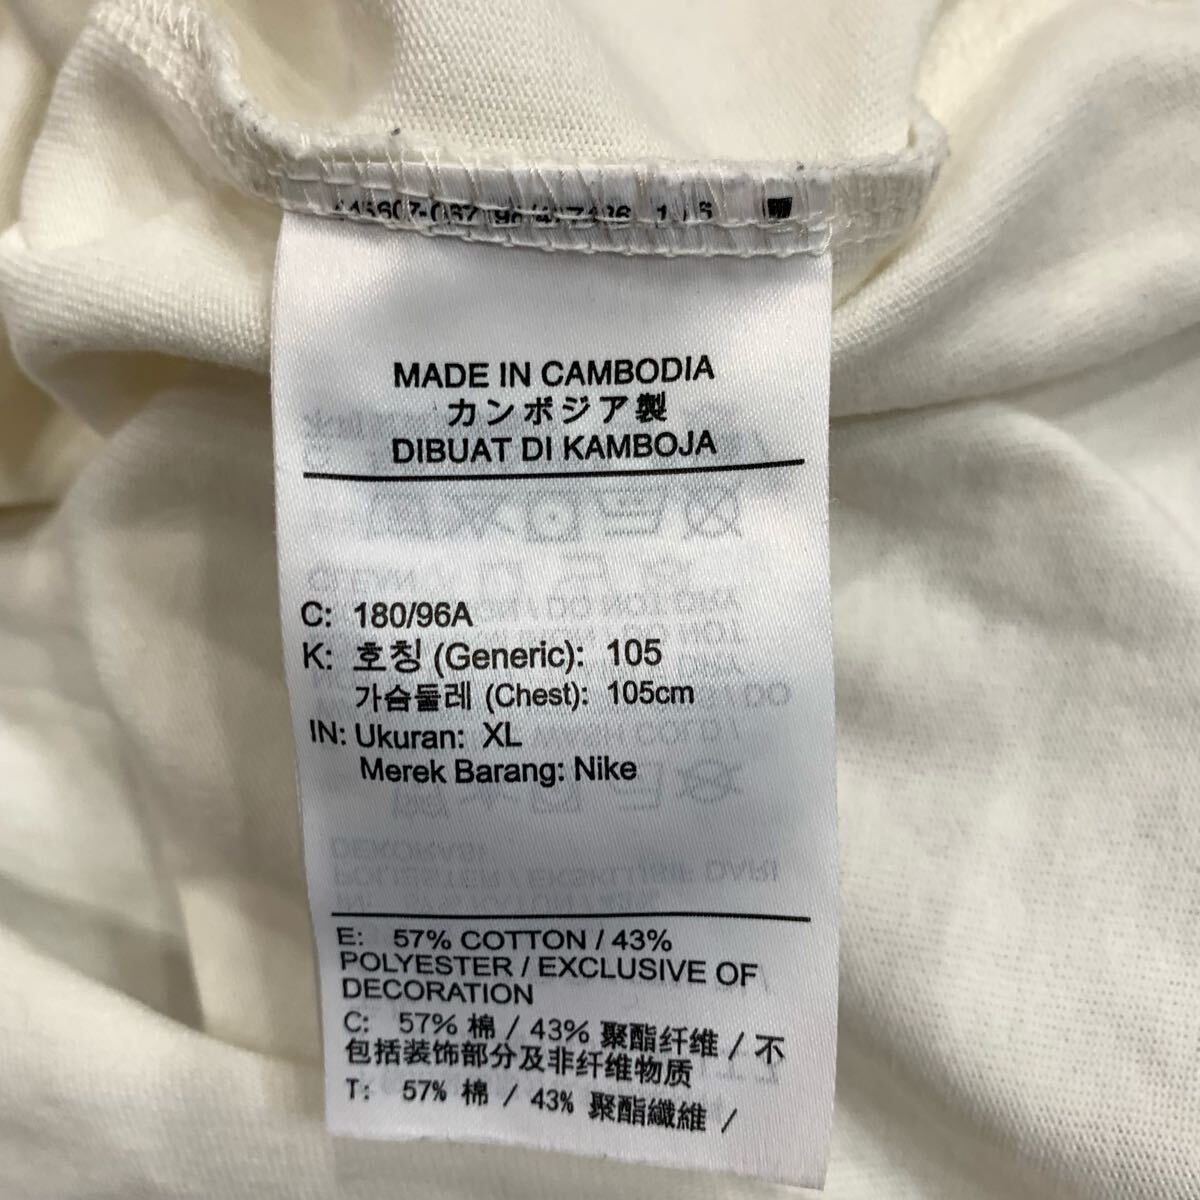 MADE IN CAMBODIA
カンボジア製
DIBUAT DI KAMBOJA
C: 180/96A
K: 호칭 (Generic): 105
가슴둘레 (Chest): 105cm
IN: Ukuran: XL
Merek Barang: Nike
E: 57% COTTON / 43%
POLYESTER / EXCLUSIVE OF
DECORATION
C: 57% 棉 / 43% 聚酯纤维 / 不
包括装饰部分及非纤维物质
T: 57% 棉 / 43% 聚酯纖維 /